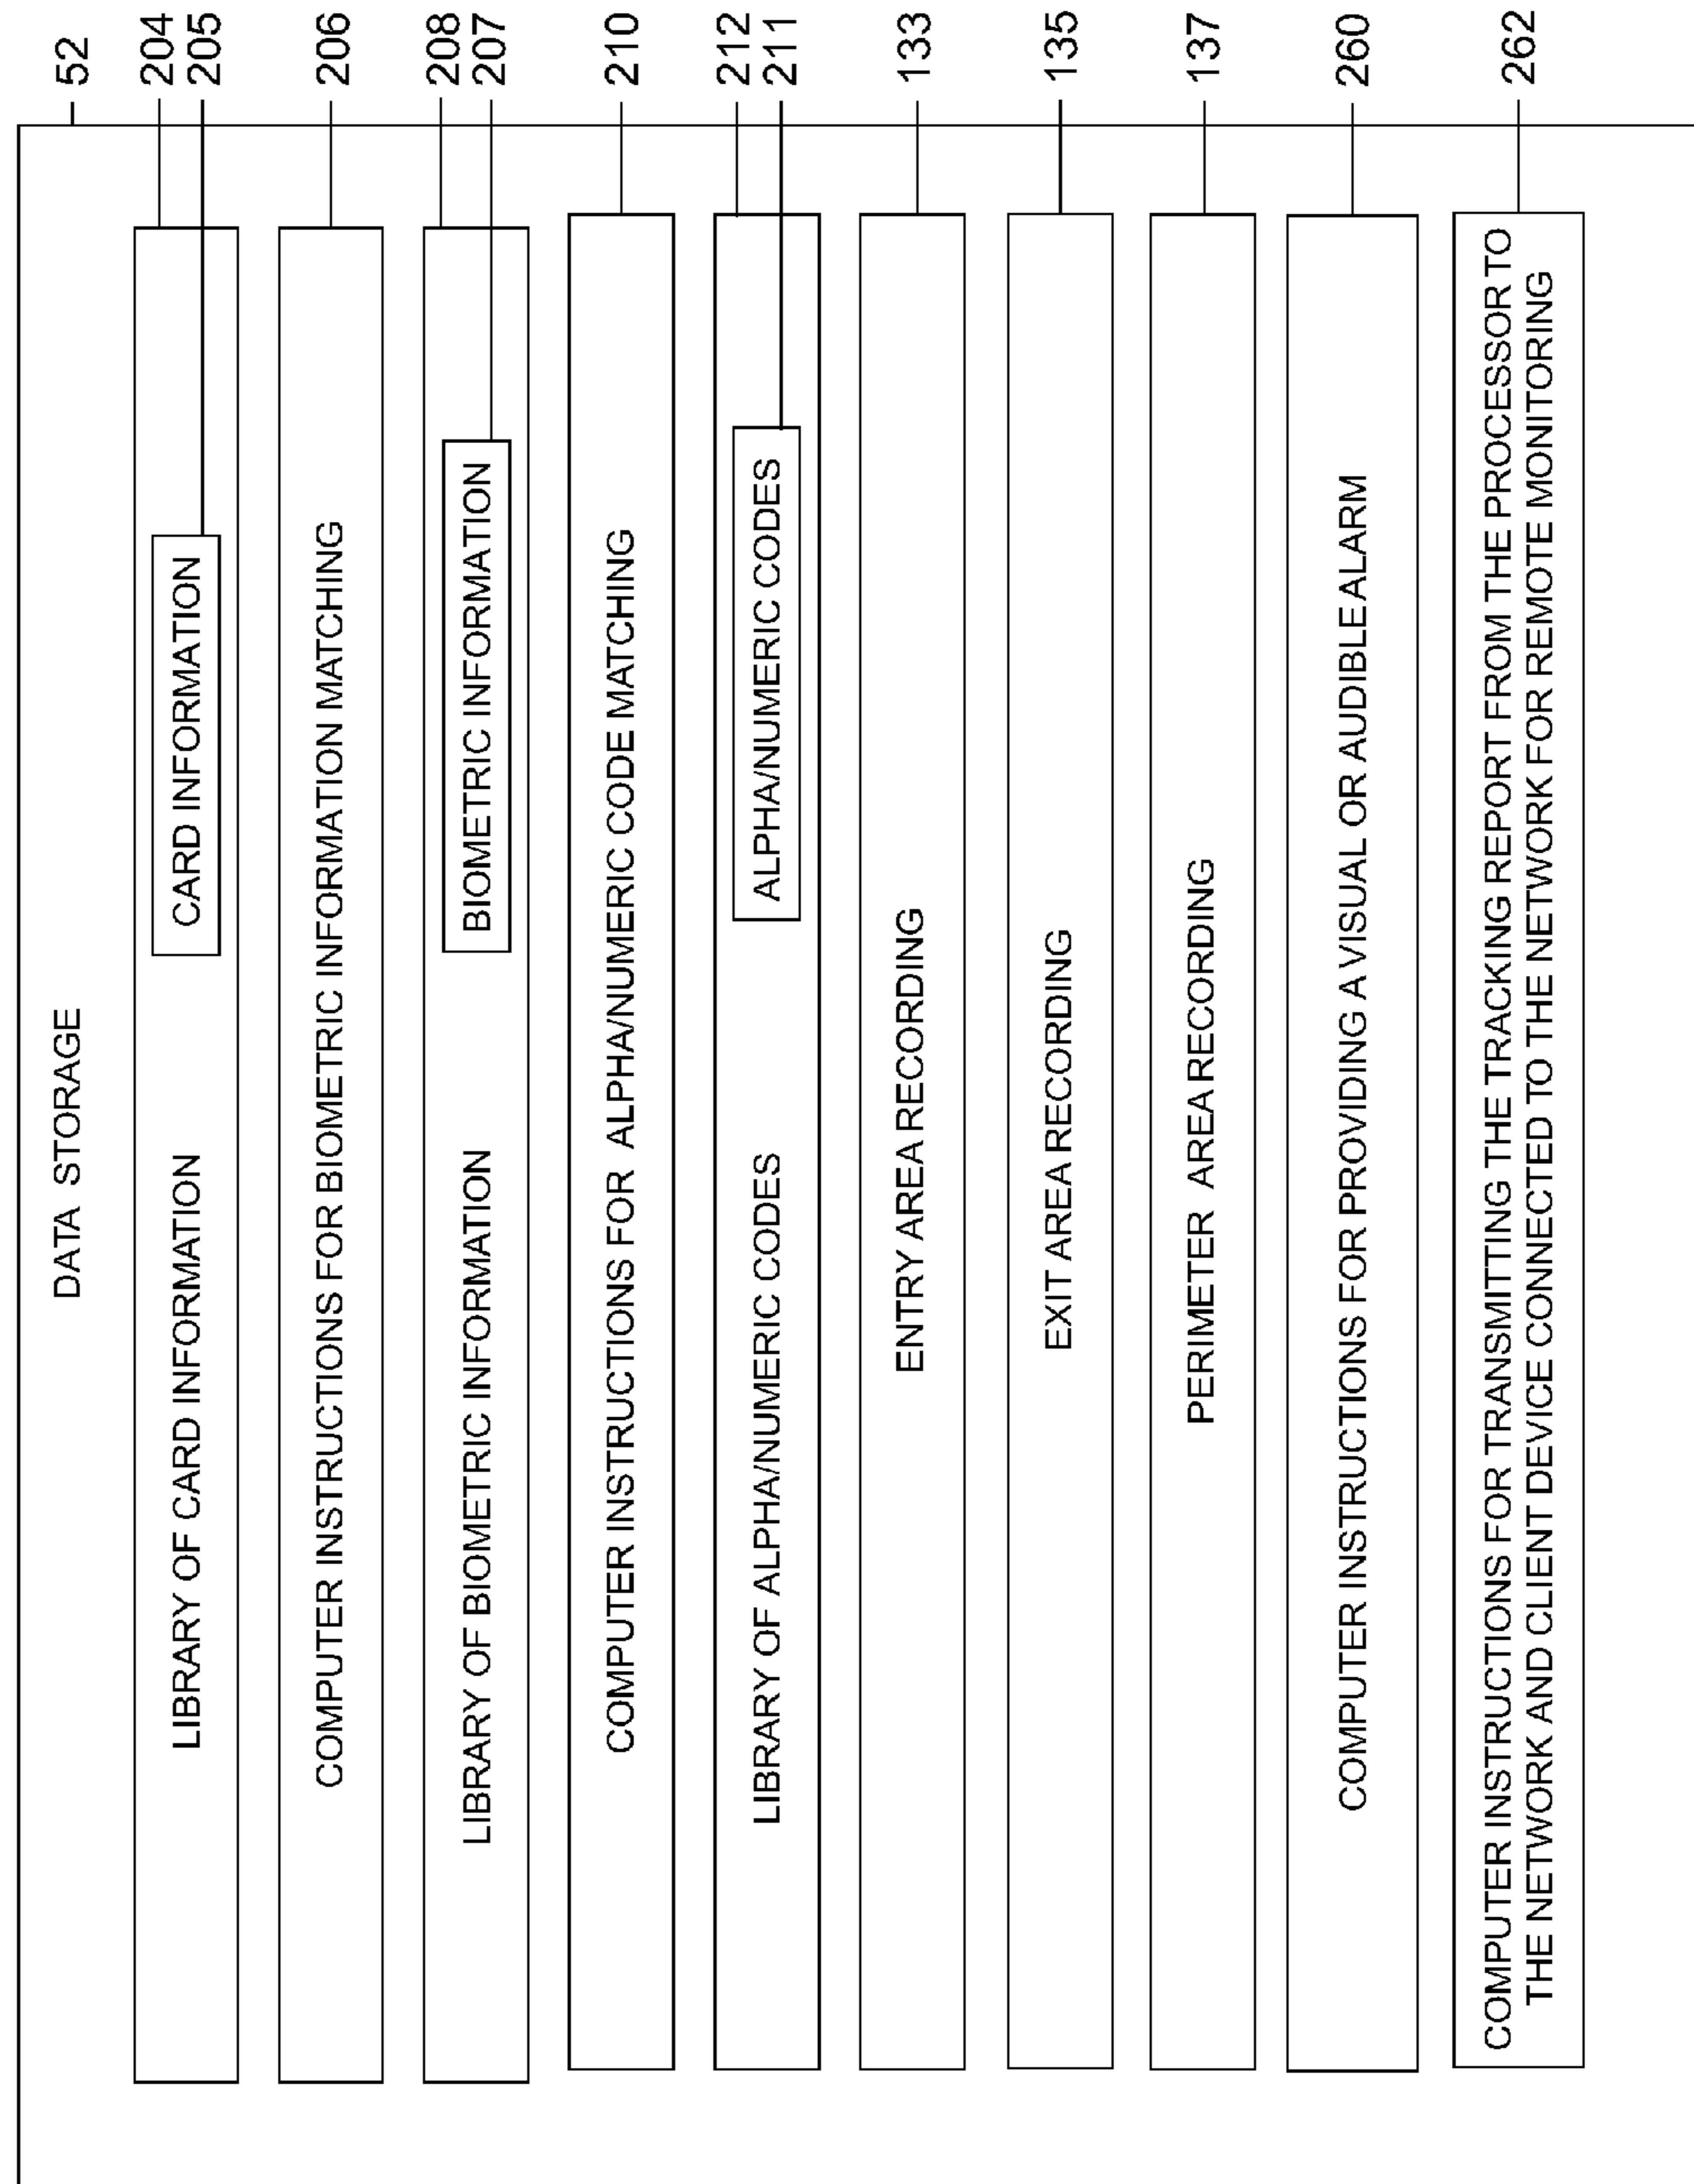 DATA STORAGE
52
204
LIBRARY OF CARD INFORMATION
CARD INFORMATION
205
COMPUTER INSTRUCTIONS FOR BIOMETRIC INFORMATION MATCHING
206
208
LIBRARY OF BIOMETRIC INFORMATION
BIOMETRIC INFORMATION
207
COMPUTER INSTRUCTIONS FOR ALPHA/NUMERIC CODE MATCHING
210
212
LIBRARY OF ALPHA/NUMERIC CODES
ALPHA/NUMERIC CODES
211
ENTRY AREA RECORDING
133
EXIT AREA RECORDING
135
PERIMETER AREA RECORDING
137
COMPUTER INSTRUCTIONS FOR PROVIDING A VISUAL OR AUDIBLE ALARM
260
COMPUTER INSTRUCTIONS FOR TRANSMITTING THE TRACKING REPORT FROM THE PROCESSOR TO
THE NETWORK AND CLIENT DEVICE CONNECTED TO THE NETWORK FOR REMOTE MONITORING
262